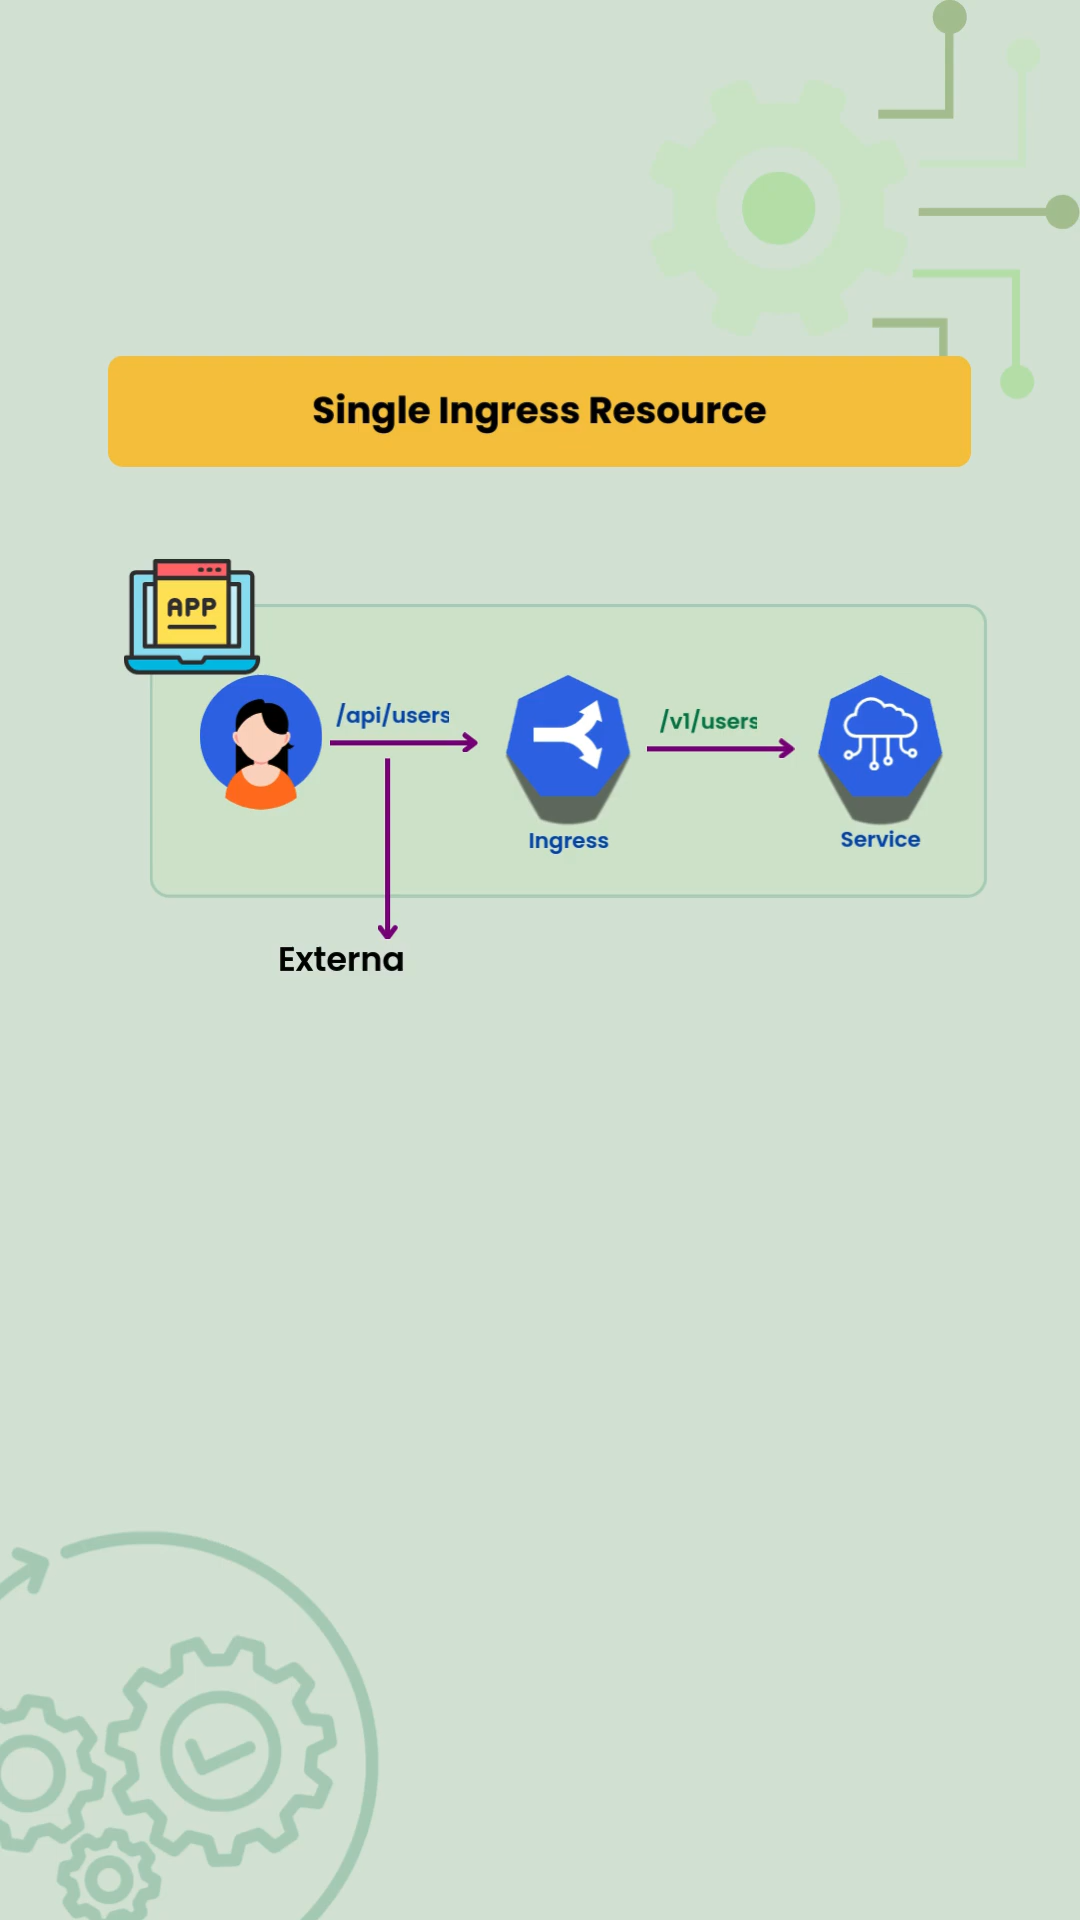 Single Ingress Resource
APP
/api/users
/v1/users
Ingress
Service
Externa